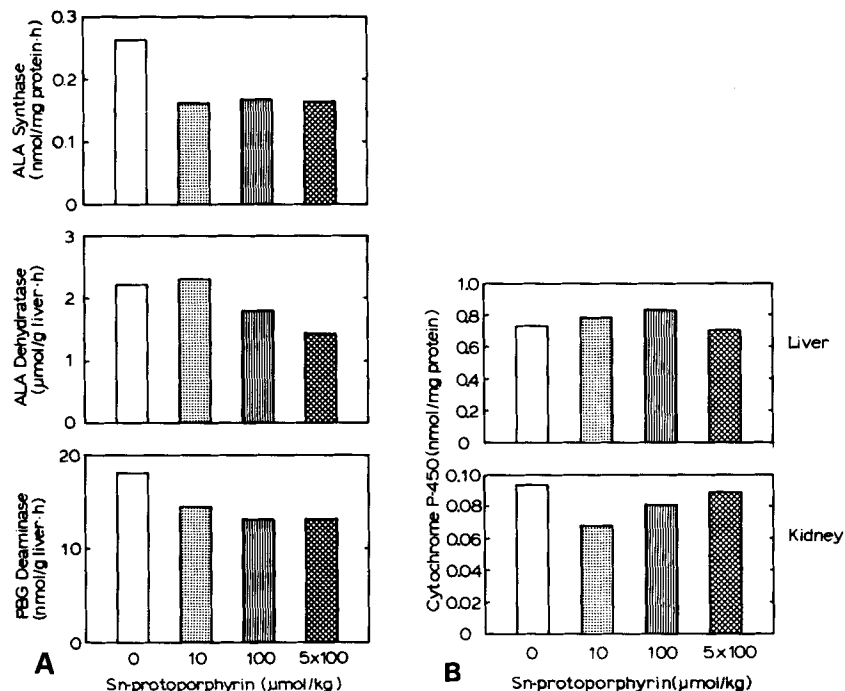 ALA Synthase
(nmol/mg protein·h)
0.3
0.2
0.1
0
ALA Dehydratase
(μmol/g liver·h)
3
2
1
0
PBG Deaminase
(nmol/g liver·h)
20
10
0
A
0 10 100 5x100
Sn-protoporphyrin (μmol/kg)
Cytochrome P-450(nmol/mg protein)
1.0
0.8
0.6
0.4
0.2
0
Liver
0.10
0.08
0.06
0.04
0.02
0
Kidney
B
0 10 100 5x100
Sn-protoporphyrin(μmol/kg)